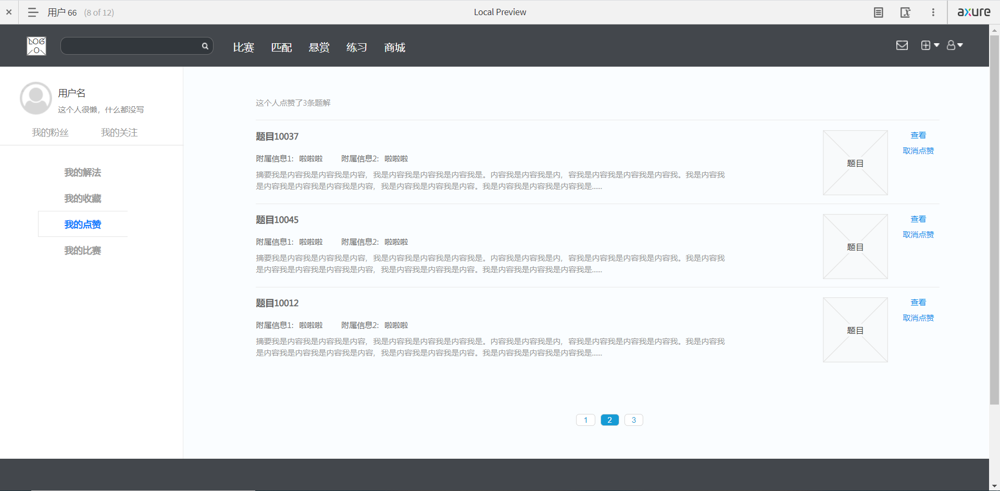 用户 66 (8 of 12)
Local Preview
axure
LOG
O
比赛 匹配 悬赏 练习 商城
用户名
这个人很懒，什么都没写
我的粉丝 我的关注
我的解法
我的收藏
我的点赞
我的比赛
这个人点赞了3条题解
题目10037
附属信息1: 啦啦啦 附属信息2: 啦啦啦
摘要我是内容我是内容我是内容，我是内容我是内容我是内容我是。内容我是内容我是内，容我是内容我是内容我是内容我。我是内容我
是内容我是内容我是内容我是内容，我是内容我是内容我是内容。我是内容我是内容我是内容我是......
题目
查看
取消点赞
题目10045
附属信息1: 啦啦啦 附属信息2: 啦啦啦
摘要我是内容我是内容我是内容，我是内容我是内容我是内容我是。内容我是内容我是内，容我是内容我是内容我是内容我。我是内容我
是内容我是内容我是内容我是内容，我是内容我是内容我是内容。我是内容我是内容我是内容我是......
题目
查看
取消点赞
题目10012
附属信息1: 啦啦啦 附属信息2: 啦啦啦
摘要我是内容我是内容我是内容，我是内容我是内容我是内容我是。内容我是内容我是内，容我是内容我是内容我是内容我。我是内容我
是内容我是内容我是内容我是内容，我是内容我是内容我是内容。我是内容我是内容我是内容我是......
题目
查看
取消点赞
1 2 3